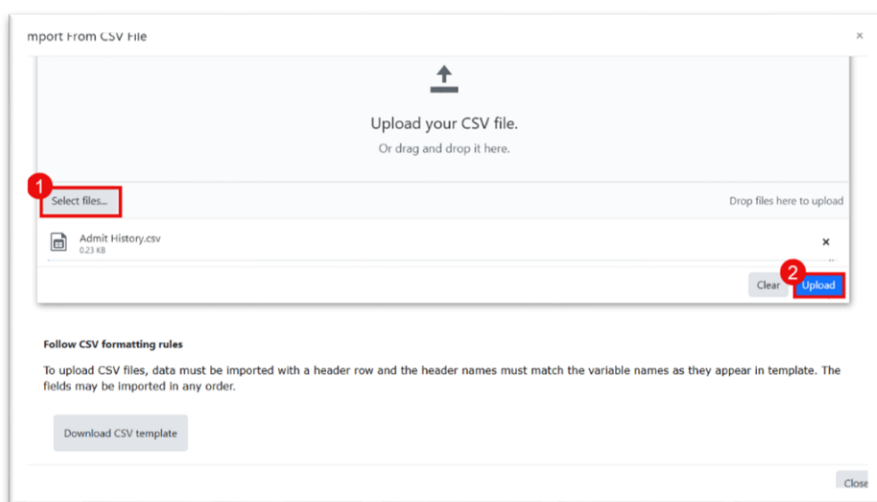 mport From CSV File
×
Upload your CSV file.
Or drag and drop it here.
1
Select files...
Drop files here to upload
Admit History.csv
0.23 KB
×
2
Clear
Upload
Follow CSV formatting rules
To upload CSV files, data must be imported with a header row and the header names must match the variable names as they appear in template. The
fields may be imported in any order.
Download CSV template
Close